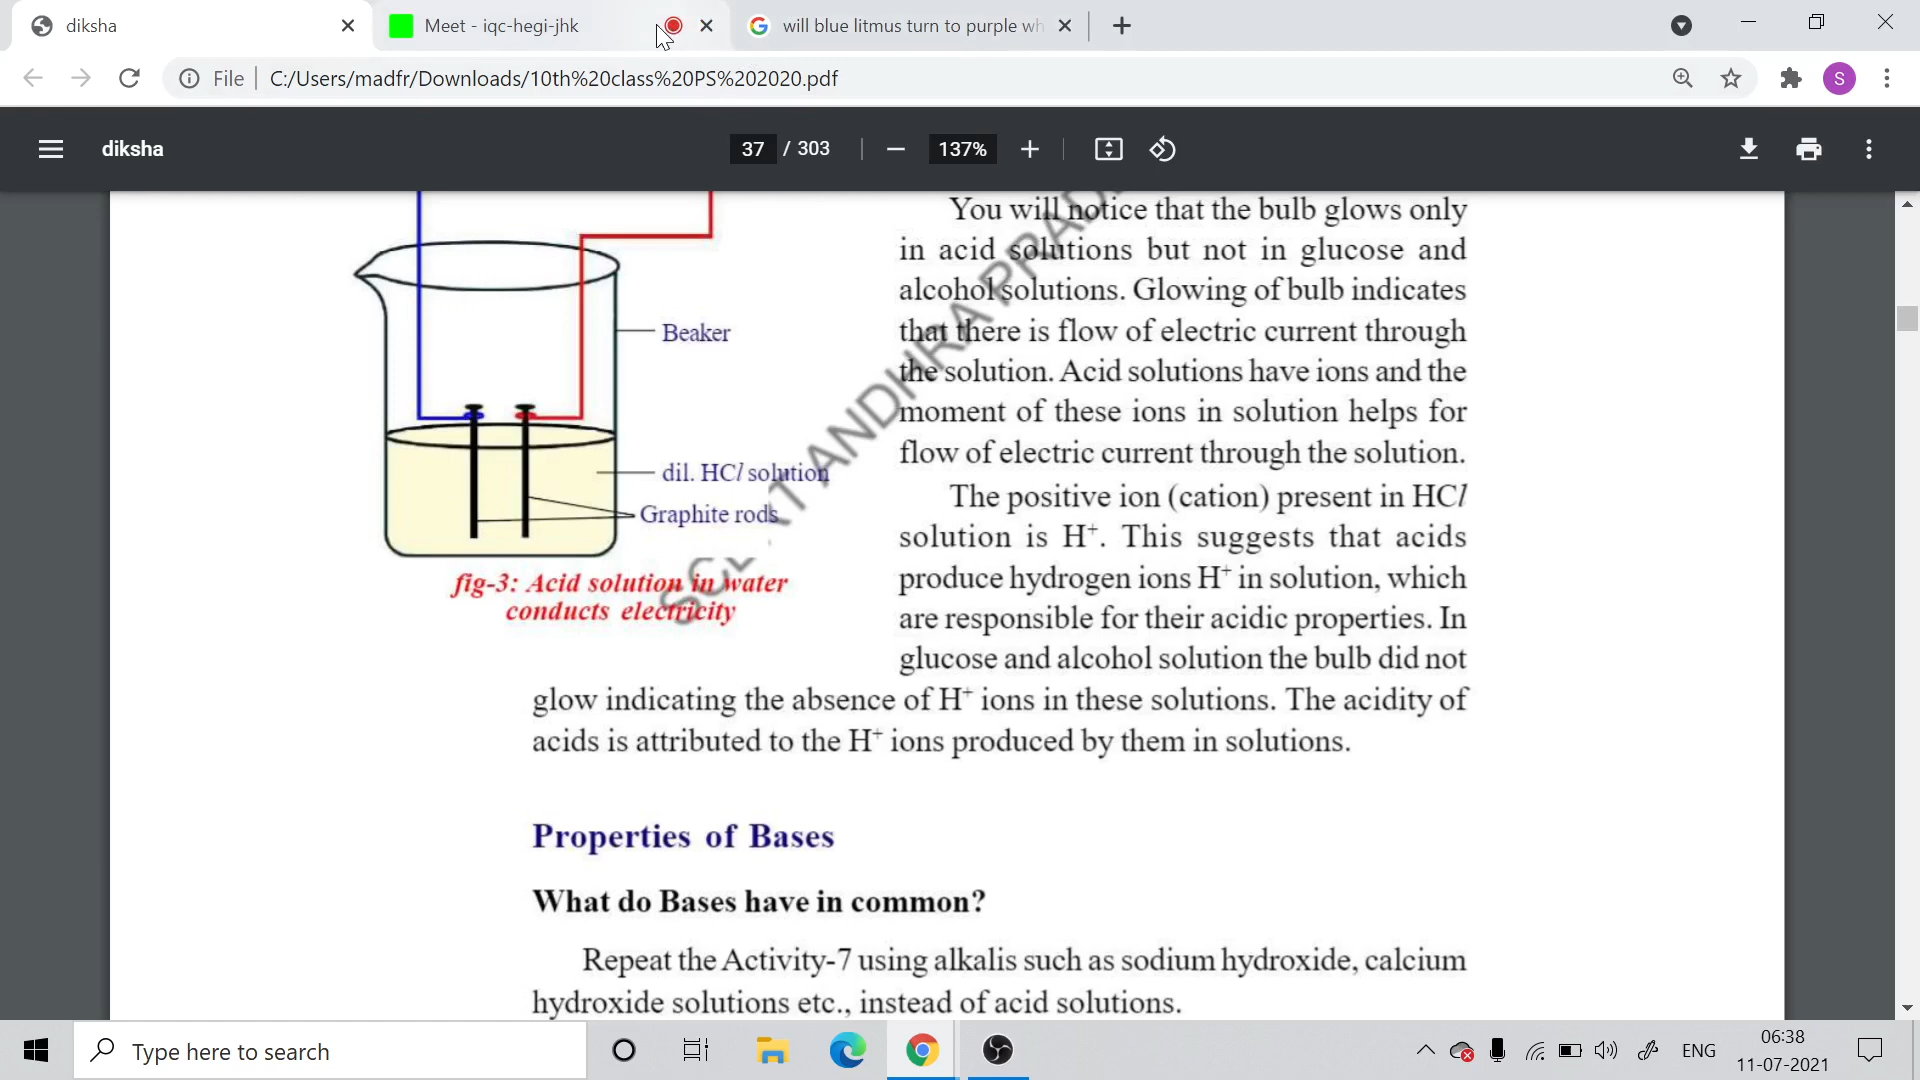 diksha
Meet - iqc-hegi-jhk
will blue litmus turn to purple wh
File
C:/Users/madfr/Downloads/10th%20class%20PS%202020.pdf
S
diksha
37 / 303
137%
You will notice that the bulb glows only
in acid solutions but not in glucose and
alcohol solutions. Glowing of bulb indicates
that there is flow of electric current through
the solution. Acid solutions have ions and the
moment of these ions in solution helps for
flow of electric current through the solution.
The positive ion (cation) present in HCl
solution is H⁺. This suggests that acids
produce hydrogen ions H⁺ in solution, which
are responsible for their acidic properties. In
glucose and alcohol solution the bulb did not
glow indicating the absence of H⁺ ions in these solutions. The acidity of
acids is attributed to the H⁺ ions produced by them in solutions.
Beaker
dil. HCl solution
Graphite rods
fig-3: Acid solution in water
conducts electricity
ANDHRA
Properties of Bases
What do Bases have in common?
Repeat the Activity-7 using alkalis such as sodium hydroxide, calcium
hydroxide solutions etc., instead of acid solutions.
Type here to search
ENG
06:38
11-07-2021